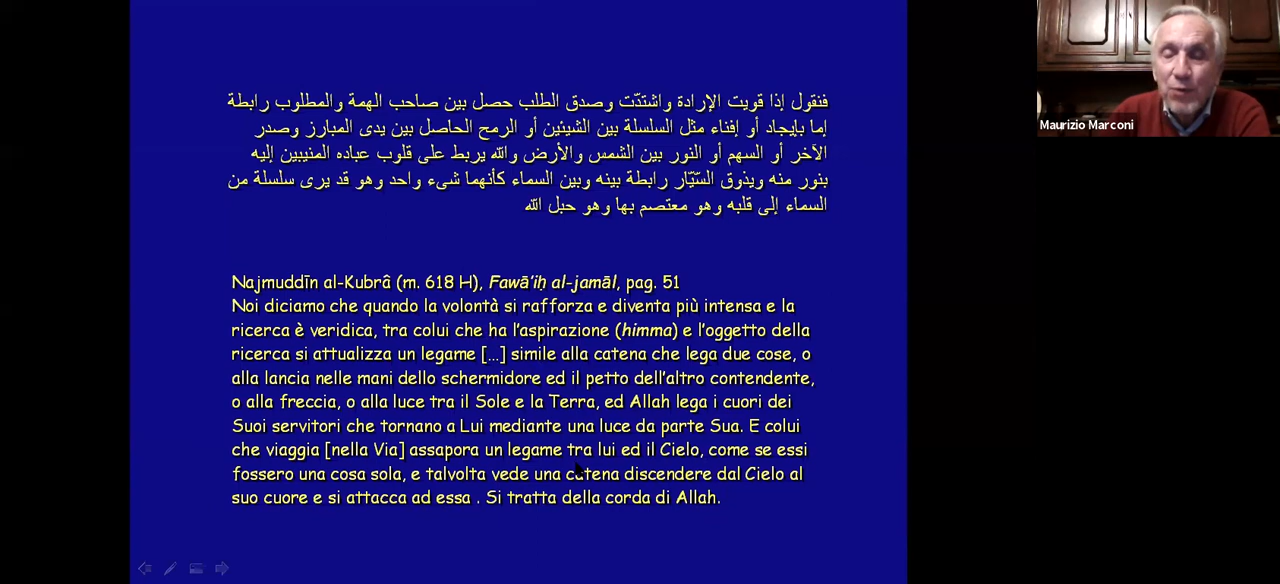 فنقول إذا قويت الإرادة واشتدّت وصدق الطلب حصل بين صاحب الهمة والمطلوب رابطة
إما بإيجاد أو إفناء مثل السلسلة بين الشيئين أو الرمح الحاصل بين يدى المبارز وصدر
الآخر أو السهم أو النور بين الشمس والأرض والله يربط على قلوب عباده المنيبين إليه
بنور منه ويذوق السّيّار رابطة بينه وبين السماء كأنهما شىء واحد وهو قد يرى سلسلة من
السماء إلى قلبه وهو معتصم بها وهو حبل الله
Najmuddīn al-Kubrâ (m. 618 H), Fawā’iḥ al-jamāl, pag. 51
Noi diciamo che quando la volontà si rafforza e diventa più intensa e la
ricerca è veridica, tra colui che ha l’aspirazione (himma) e l’oggetto della
ricerca si attualizza un legame […] simile alla catena che lega due cose, o
alla lancia nelle mani dello schermidore ed il petto dell’altro contendente,
o alla freccia, o alla luce tra il Sole e la Terra, ed Allah lega i cuori dei
Suoi servitori che tornano a Lui mediante una luce da parte Sua. E colui
che viaggia [nella Via] assapora un legame tra lui ed il Cielo, come se essi
fossero una cosa sola, e talvolta vede una catena discendere dal Cielo al
suo cuore e si attacca ad essa . Si tratta della corda di Allah.
Maurizio Marconi